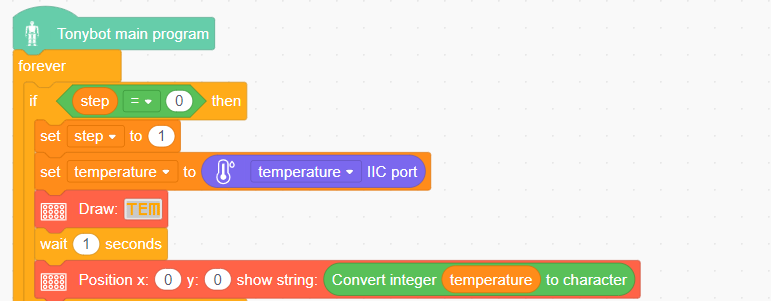 Tonybot main program
forever
if step = 0 then
set step to 1
set temperature to temperature IIC port
Draw: TEM
wait 1 seconds
Position x: 0 y: 0 show string: Convert integer temperature to character